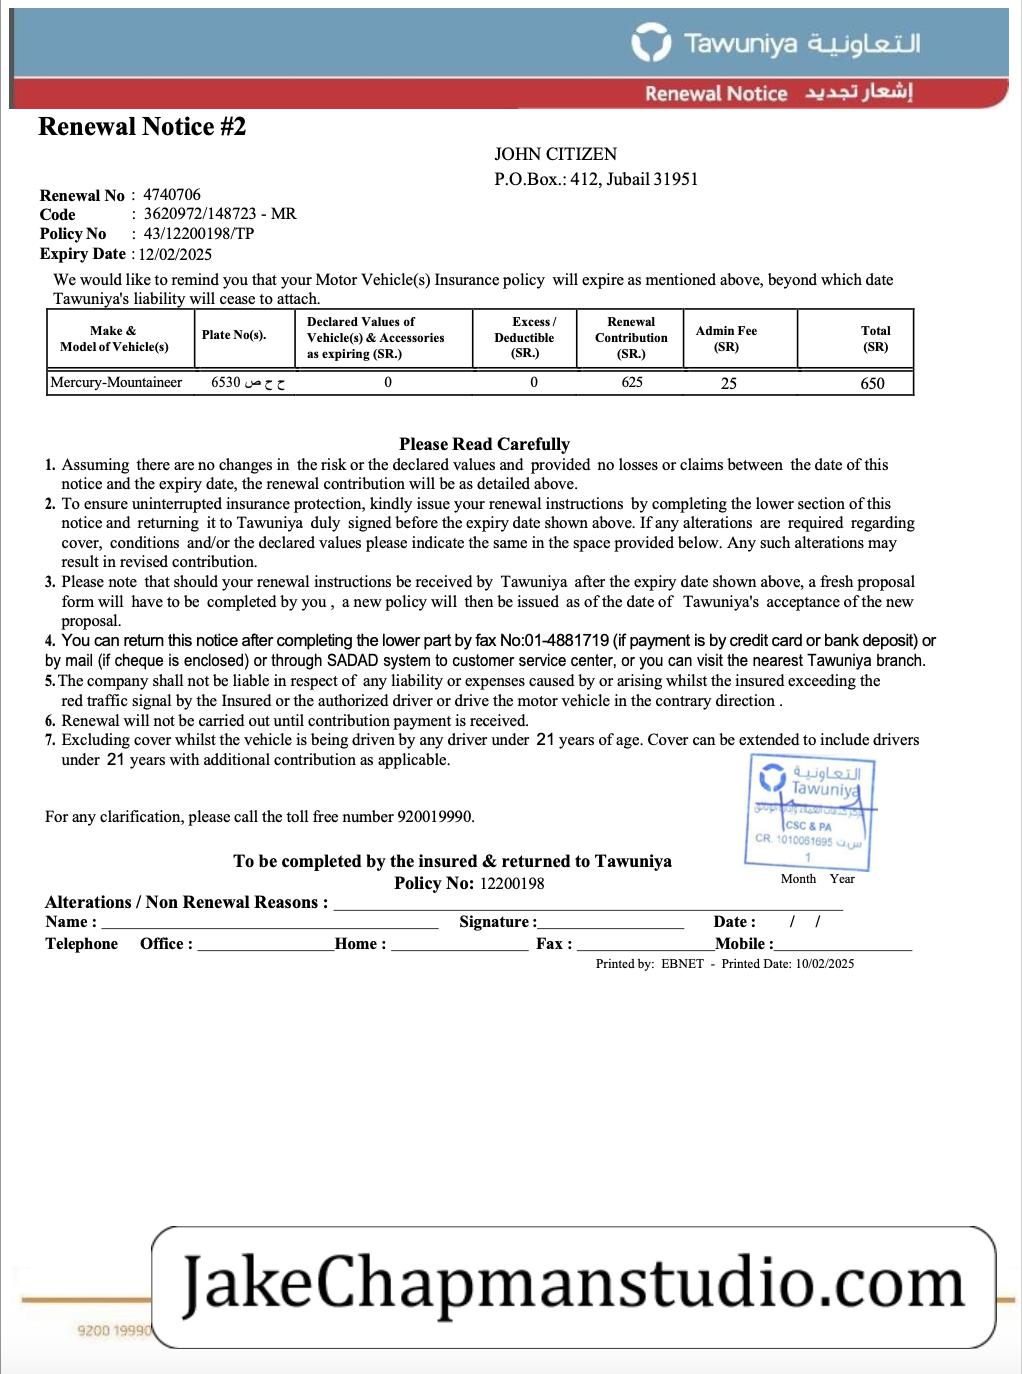 Tawuniya التعاونية
Renewal Notice إشعار تجديد
Renewal Notice #2
JOHN CITIZEN
P.O.Box.: 412, Jubail 31951
Renewal No : 4740706
Code : 3620972/148723 - MR
Policy No : 43/12200198/TP
Expiry Date : 12/02/2025
We would like to remind you that your Motor Vehicle(s) Insurance policy will expire as mentioned above, beyond which date
Tawuniya's liability will cease to attach.
Make & Model of Vehicle(s) Plate No(s). Declared Values of Vehicle(s) & Accessories as expiring (SR.) Excess / Deductible (SR.) Renewal Contribution (SR.) Admin Fee (SR) Total (SR)
Mercury-Mountaineer 6530 ح ح ص 0 0 625 25 650
Please Read Carefully
1. Assuming there are no changes in the risk or the declared values and provided no losses or claims between the date of this
notice and the expiry date, the renewal contribution will be as detailed above.
2. To ensure uninterrupted insurance protection, kindly issue your renewal instructions by completing the lower section of this
notice and returning it to Tawuniya duly signed before the expiry date shown above. If any alterations are required regarding
cover, conditions and/or the declared values please indicate the same in the space provided below. Any such alterations may
result in revised contribution.
3. Please note that should your renewal instructions be received by Tawuniya after the expiry date shown above, a fresh proposal
form will have to be completed by you , a new policy will then be issued as of the date of Tawuniya's acceptance of the new
proposal.
4. You can return this notice after completing the lower part by fax No:01-4881719 (if payment is by credit card or bank deposit) or
by mail (if cheque is enclosed) or through SADAD system to customer service center, or you can visit the nearest Tawuniya branch.
5. The company shall not be liable in respect of any liability or expenses caused by or arising whilst the insured exceeding the
red traffic signal by the Insured or the authorized driver or drive the motor vehicle in the contrary direction .
6. Renewal will not be carried out until contribution payment is received.
7. Excluding cover whilst the vehicle is being driven by any driver under 21 years of age. Cover can be extended to include drivers
under 21 years with additional contribution as applicable.
التعاونية
Tawuniya
CSC & PA
CR. 1010061695 س.ت
1
For any clarification, please call the toll free number 920019990.
To be completed by the insured & returned to Tawuniya
Policy No: 12200198
Month Year
Alterations / Non Renewal Reasons :
Name : Signature : Date : / /
Telephone Office : Home : Fax : Mobile :
Printed by: EBNET - Printed Date: 10/02/2025
JakeChapmanstudio.com
9200 19990